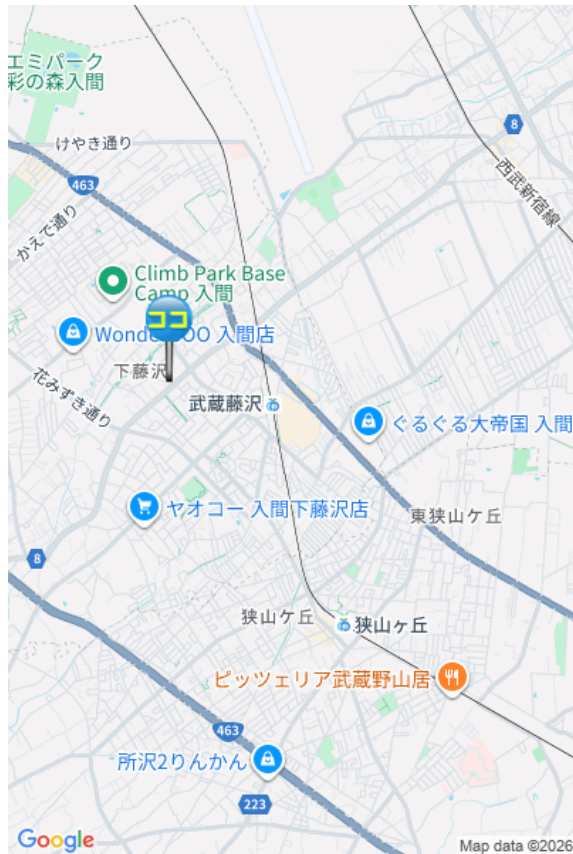 エミパーク
彩の森入間
けやき通り
8
西武新宿線
463
かえで通り
Climb Park Base
Camp 入間
ココ
WonderGOO 入間店
下藤沢
花みずき通り
武蔵藤沢
ぐるぐる大帝国 入間
ヤオコー 入間下藤沢店
東狭山ケ丘
8
狭山ケ丘
狭山ヶ丘
ピッツェリア武蔵野山居
463
所沢2りんかん
223
Google
Map data ©2026